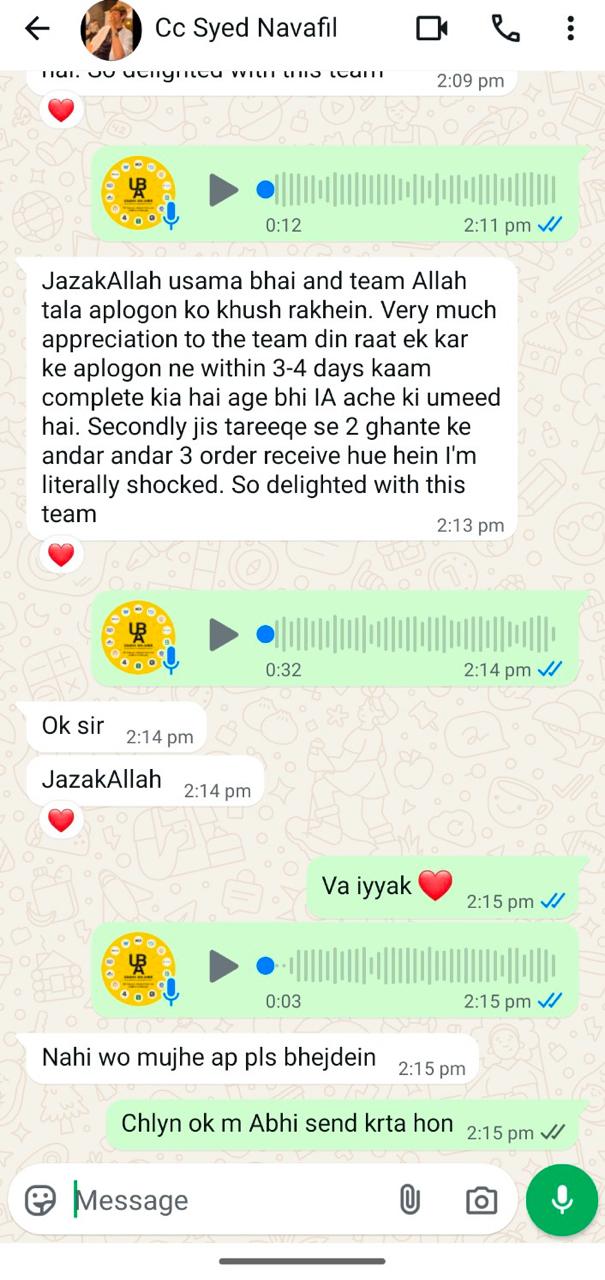 Cc Syed Navafil
hai. So delighted with this team
2:09 pm
UBA
0:12
2:11 pm
JazakAllah usama bhai and team Allah
tala aplogon ko khush rakhein. Very much
appreciation to the team din raat ek kar
ke aplogon ne within 3-4 days kaam
complete kia hai age bhi IA ache ki umeed
hai. Secondly jis tareeqe se 2 ghante ke
andar andar 3 order receive hue hein I'm
literally shocked. So delighted with this
team
2:13 pm
UBA
0:32
2:14 pm
Ok sir
2:14 pm
JazakAllah
2:14 pm
Va iyyak ❤️
2:15 pm
UBA
0:03
2:15 pm
Nahi wo mujhe ap pls bhejdein
2:15 pm
Chlyn ok m Abhi send krta hon
2:15 pm
Message